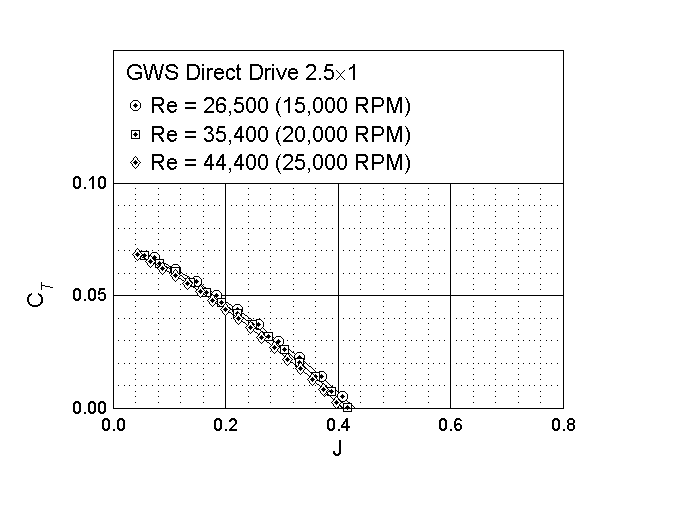 GWS Direct Drive 2.5×1
Re = 26,500 (15,000 RPM)
Re = 35,400 (20,000 RPM)
Re = 44,400 (25,000 RPM)
0.10
0.05
0.00
C_T
0.0 0.2 0.4 0.6 0.8
J